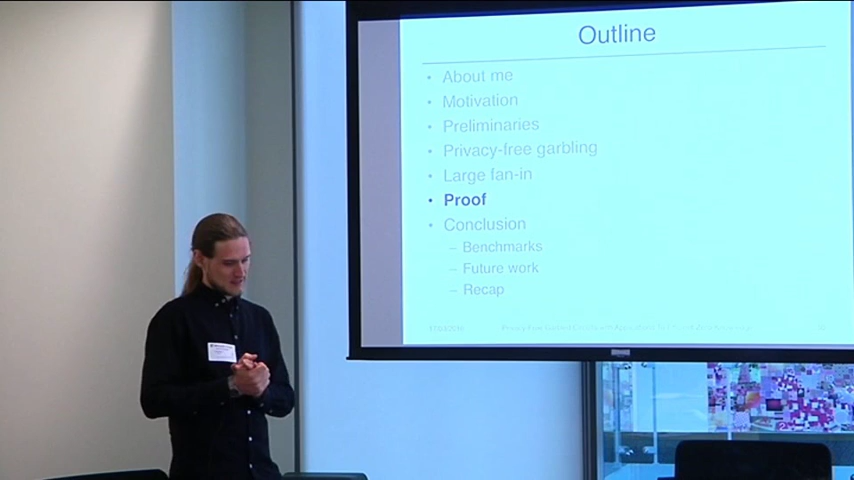 Outline
• About me
• Motivation
• Preliminaries
• Privacy-free garbling
• Large fan-in
• Proof
• Conclusion
– Benchmarks
– Future work
– Recap